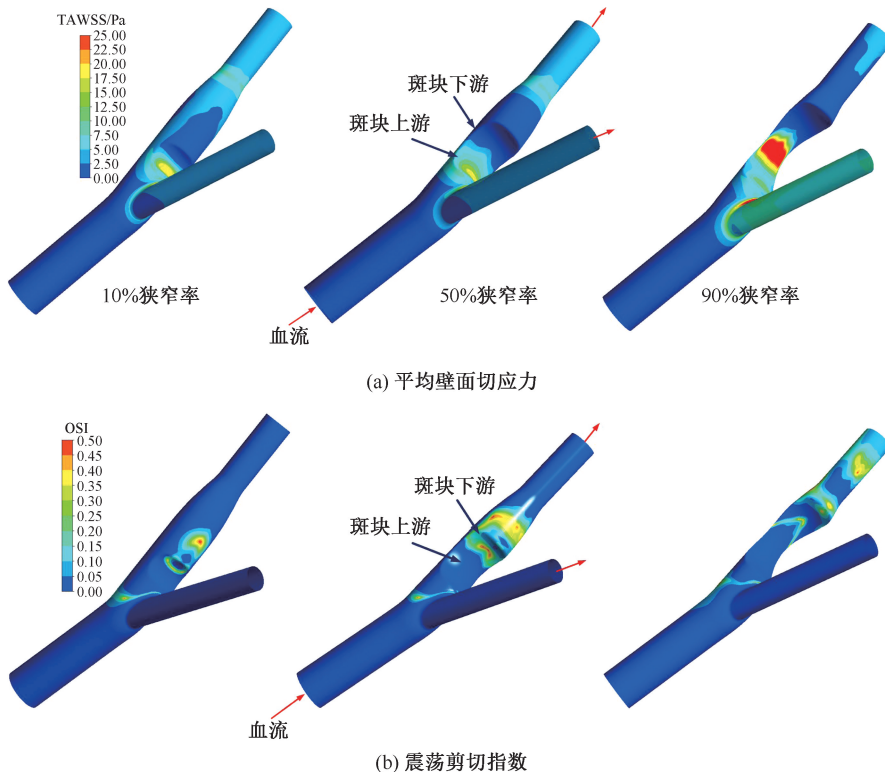 TAWSS/Pa
25.00
22.50
20.00
17.50
15.00
12.50
10.00
7.50
5.00
2.50
0.00
斑块下游
斑块上游
10%狭窄率
50%狭窄率
90%狭窄率
血流
(a) 平均壁面切应力
OSI
0.50
0.45
0.40
0.35
0.30
0.25
0.20
0.15
0.10
0.05
0.00
斑块下游
斑块上游
血流
(b) 震荡剪切指数